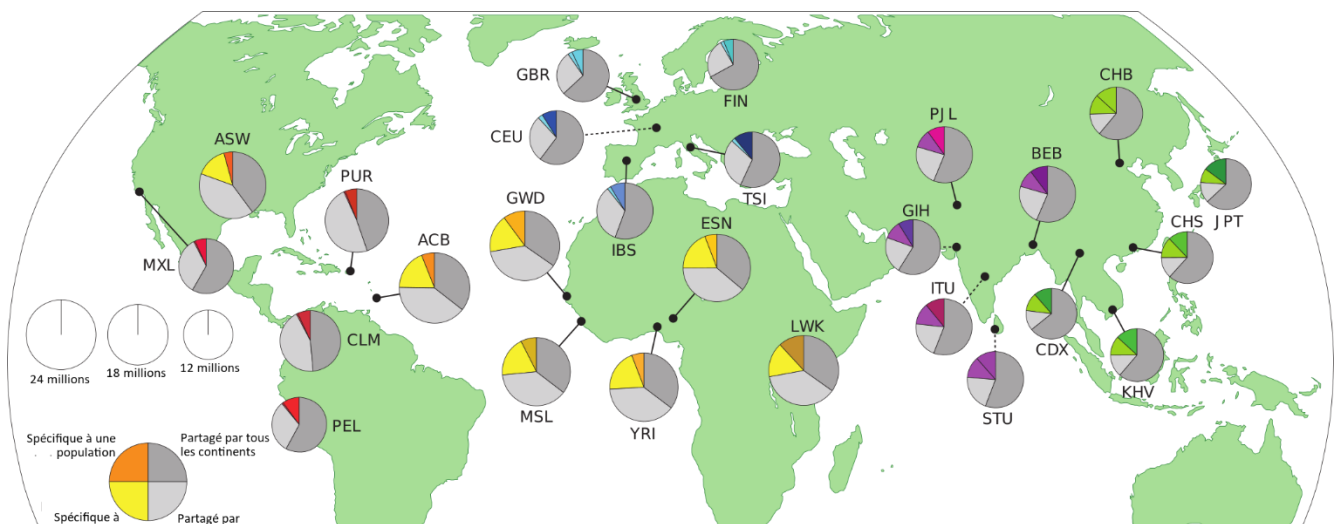 CHB
GBR
FIN
CEU
PJL
ASW
BEB
PUR
TSI
GWD
ESN
GIH
CHS
JPT
IBS
ACB
MXL
ITU
LWK
CLM
CDX
24 millions
18 millions
12 millions
MSL
KHV
STU
PEL
YRI
Spécifique à une
population
Partagé par tous
les continents
Spécifique à
Partagé par